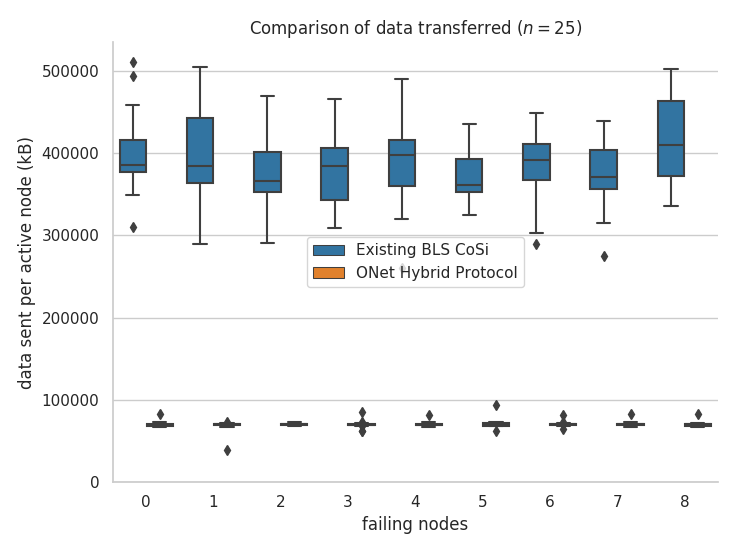 Comparison of data transferred (n = 25)
data sent per active node (kB)
500000
400000
300000
200000
100000
0
Existing BLS CoSi
ONet Hybrid Protocol
0 1 2 3 4 5 6 7 8
failing nodes